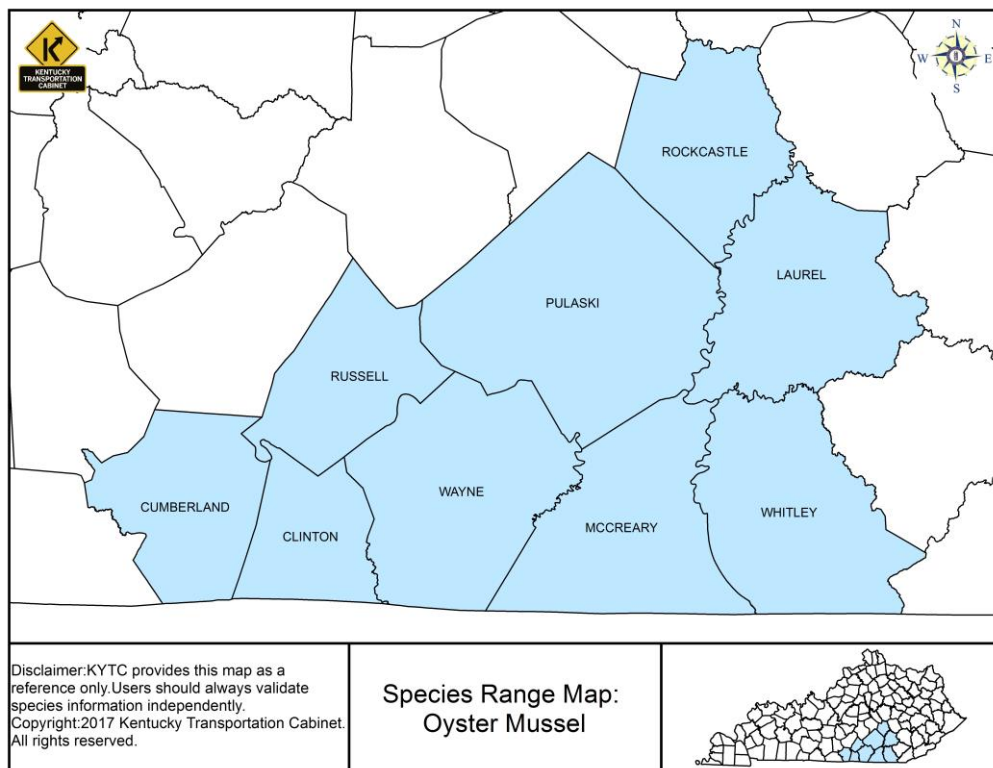 KENTUCKY
TRANSPORTATION
CABINET
N
W E
S
ROCKCASTLE
LAUREL
PULASKI
RUSSELL
WAYNE
CUMBERLAND
CLINTON
MCCREARY
WHITLEY
Disclaimer:KYTC provides this map as a
reference only.Users should always validate
species information independently.
Copyright:2017 Kentucky Transportation Cabinet.
All rights reserved.
Species Range Map:
Oyster Mussel